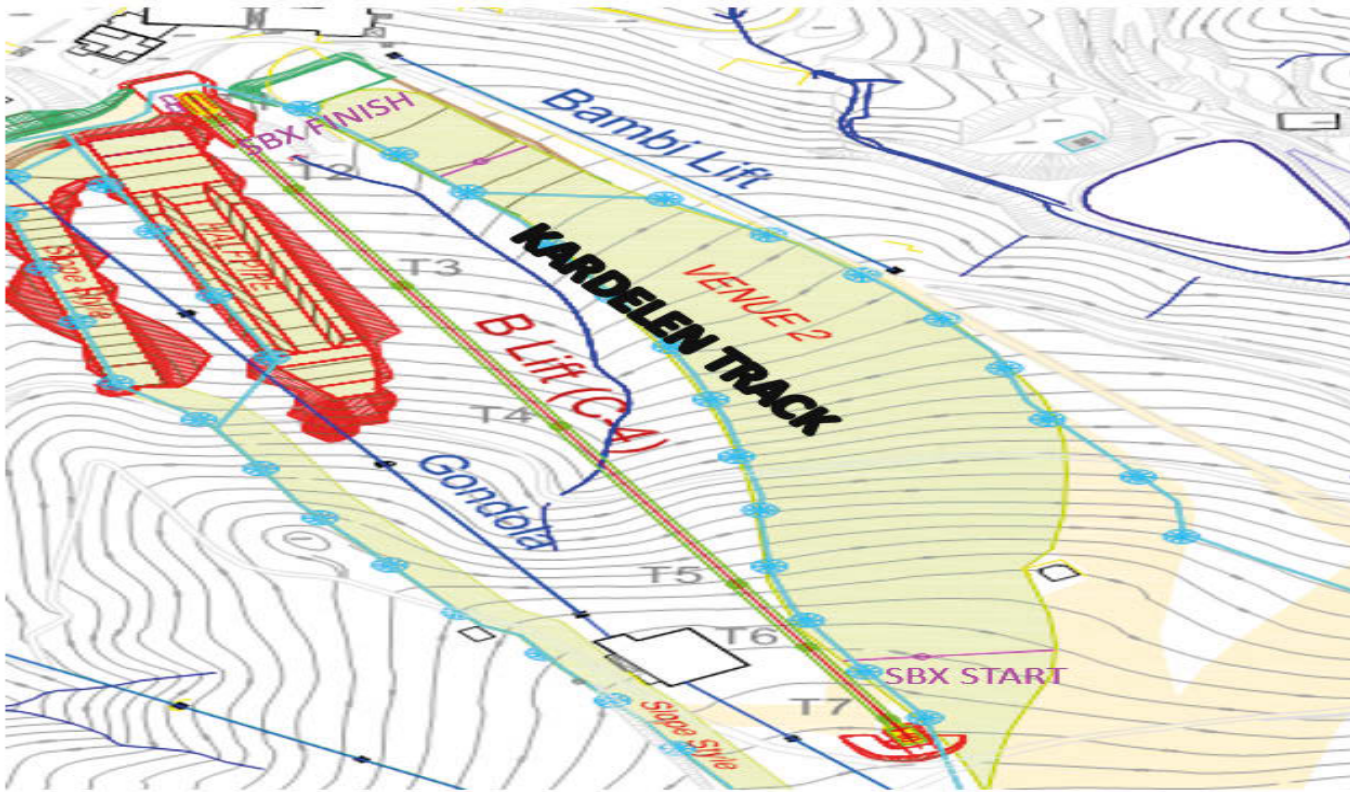 SBX FINISH
Bambi Lift
T2
T3
HALFPIPE
Slope Style
KARDELEN TRACK
VENUE 2
B Lift (C.4)
T4
Gondola
T5
T6
SBX START
T7
Slope Style